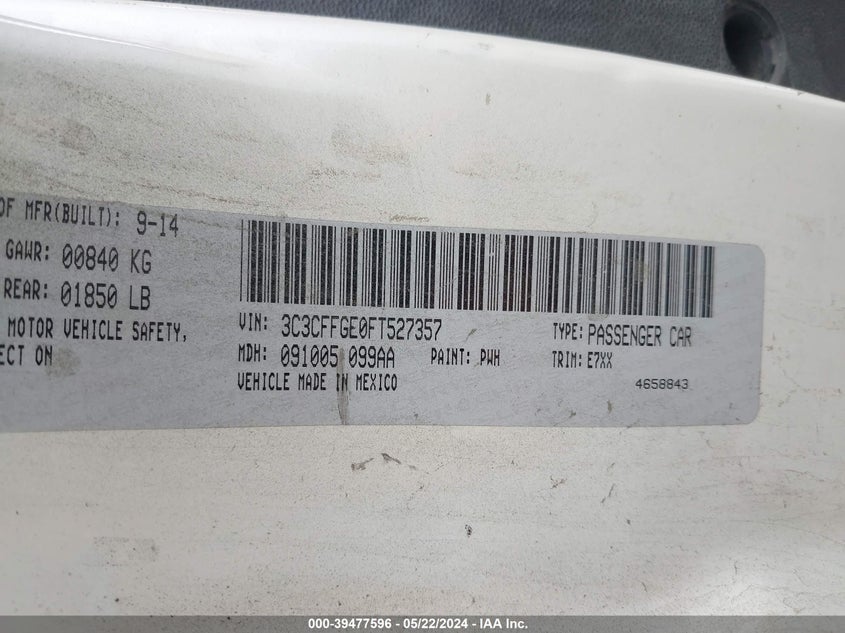 OF MFR(BUILT): 9-14
GAWR: 00840 KG
REAR: 01850 LB
MOTOR VEHICLE SAFETY,
ECT ON
VIN: 3C3CFFGE0FT527357 TYPE: PASSENGER CAR
MDH: 091005 099AA PAINT: PWH TRIM: E7XX
VEHICLE MADE IN MEXICO 4658843
000-39477596 - 05/22/2024 - IAA Inc.